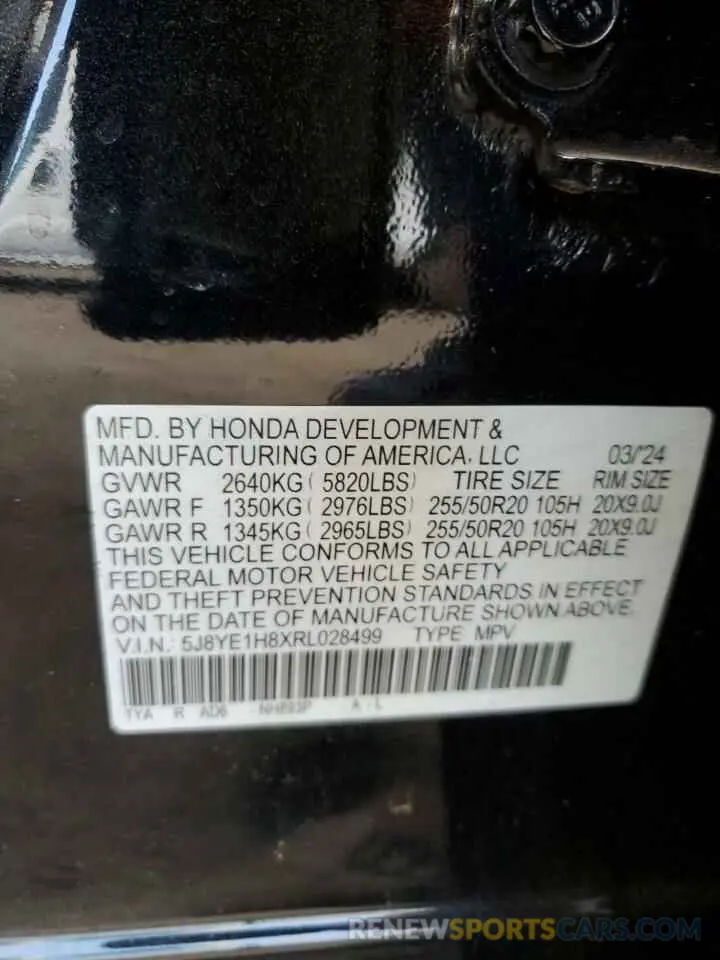 MFD. BY HONDA DEVELOPMENT &
MANUFACTURING OF AMERICA, LLC 03/'24
GVWR 2640KG ( 5820LBS) TIRE SIZE RIM SIZE
GAWR F 1350KG ( 2976LBS) 255/50R20 105H 20X9.0J
GAWR R 1345KG ( 2965LBS) 255/50R20 105H 20X9.0J
THIS VEHICLE CONFORMS TO ALL APPLICABLE
FEDERAL MOTOR VEHICLE SAFETY
AND THEFT PREVENTION STANDARDS IN EFFECT
ON THE DATE OF MANUFACTURE SHOWN ABOVE.
V.I.N.: 5J8YE1H8XRL028499 TYPE MPV
TYA R AD6 -NH893P -A-L
RENEWSPORTSCARS.COM